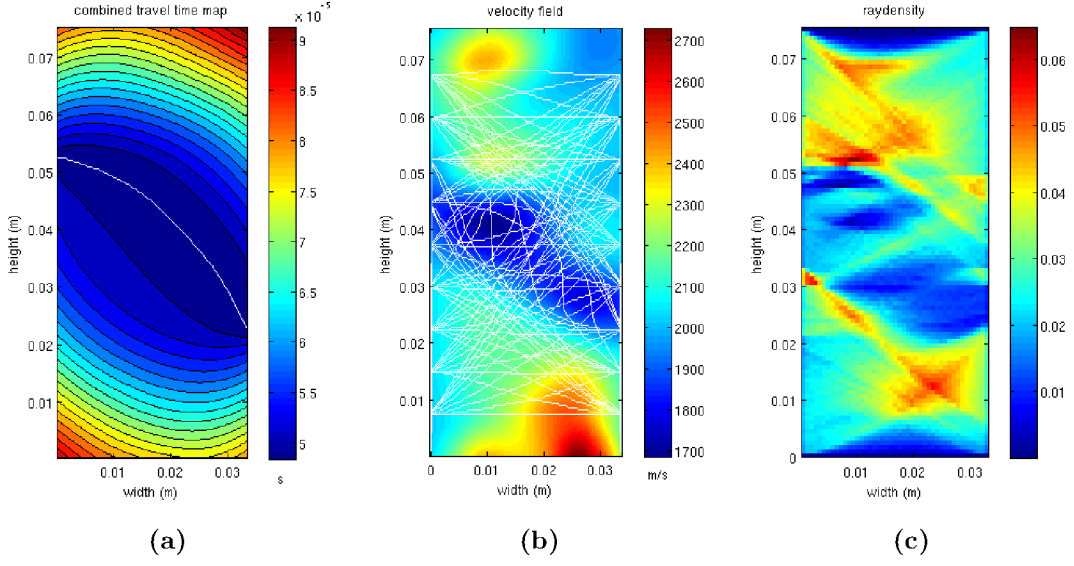 combined travel time map
× 10⁻⁵
0.07
0.06
0.05
0.04
0.03
0.02
0.01
height (m)
0.01 0.02 0.03
width (m)
9
8.5
8
7.5
7
6.5
6
5.5
5
s
(a)
velocity field
0.07
0.06
0.05
0.04
0.03
0.02
0.01
height (m)
0 0.01 0.02 0.03
width (m)
2700
2600
2500
2400
2300
2200
2100
2000
1900
1800
1700
m/s
(b)
raydensity
0.07
0.06
0.05
0.04
0.03
0.02
0.01
0
height (m)
0.01 0.02 0.03
width (m)
0.06
0.05
0.04
0.03
0.02
0.01
(c)